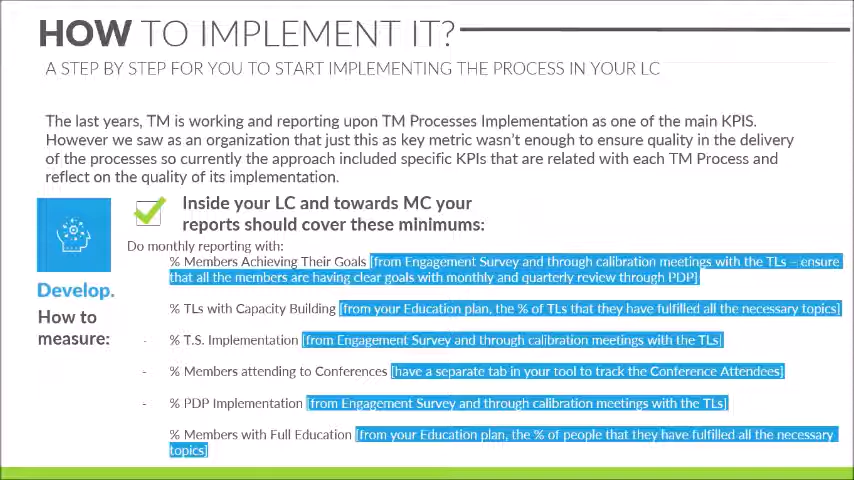 HOW TO IMPLEMENT IT?
A STEP BY STEP FOR YOU TO START IMPLEMENTING THE PROCESS IN YOUR LC
The last years, TM is working and reporting upon TM Processes Implementation as one of the main KPIS.
However we saw as an organization that just this as key metric wasn't enough to ensure quality in the delivery
of the processes so currently the approach included specific KPIs that are related with each TM Process and
reflect on the quality of its implementation.
Inside your LC and towards MC your
reports should cover these minimums:
Develop.
How to
measure:
Do monthly reporting with:
% Members Achieving Their Goals [from Engagement Survey and through calibration meetings with the TLs – ensure
that all the members are having clear goals with monthly and quarterly review through PDP]
% TLs with Capacity Building [from your Education plan, the % of TLs that they have fulfilled all the necessary topics]
- % T.S. Implementation [from Engagement Survey and through calibration meetings with the TLs]
- % Members attending to Conferences [have a separate tab in your tool to track the Conference Attendees]
- % PDP Implementation [from Engagement Survey and through calibration meetings with the TLs]
% Members with Full Education [from your Education plan, the % of people that they have fulfilled all the necessary
topics]